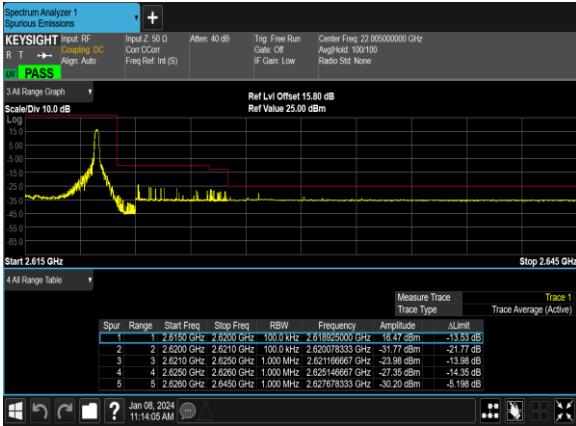 Spectrum Analyzer 1
Spurious Emissions
+
KEYSIGHT Input: RF Input Z: 50 Ω Atten: 40 dB Trig: Free Run Center Freq: 22.005000000 GHz
R T Coupling: DC Corr CCorr Gate: Off Avg|Hold: 100/100
Align: Auto Freq Ref: Int (S) IF Gain: Low Radio Std: None
PASS
3 All Range Graph
Ref Lvl Offset 15.80 dB
Scale/Div 10.0 dB Ref Value 25.00 dBm
Log
15.0
5.00
-5.00
-15.0
-25.0
-35.0
-45.0
-55.0
-65.0
Start 2.615 GHz Stop 2.645 GHz
4 All Range Table
Measure Trace Trace 1
Trace Type Trace Average (Active)
Spur Range Start Freq Stop Freq RBW Frequency Amplitude ΔLimit
1 1 2.6150 GHz 2.6200 GHz 100.0 kHz 2.618925000 GHz 16.47 dBm -13.53 dB
2 2 2.6200 GHz 2.6210 GHz 100.0 kHz 2.620078333 GHz -31.77 dBm -21.77 dB
3 3 2.6210 GHz 2.6250 GHz 1.000 MHz 2.621166667 GHz -23.98 dBm -13.98 dB
4 4 2.6250 GHz 2.6260 GHz 1.000 MHz 2.625146667 GHz -27.35 dBm -14.35 dB
5 5 2.6260 GHz 2.6450 GHz 1.000 MHz 2.627678333 GHz -30.20 dBm -5.198 dB
? Jan 08, 2024
11:14:05 AM